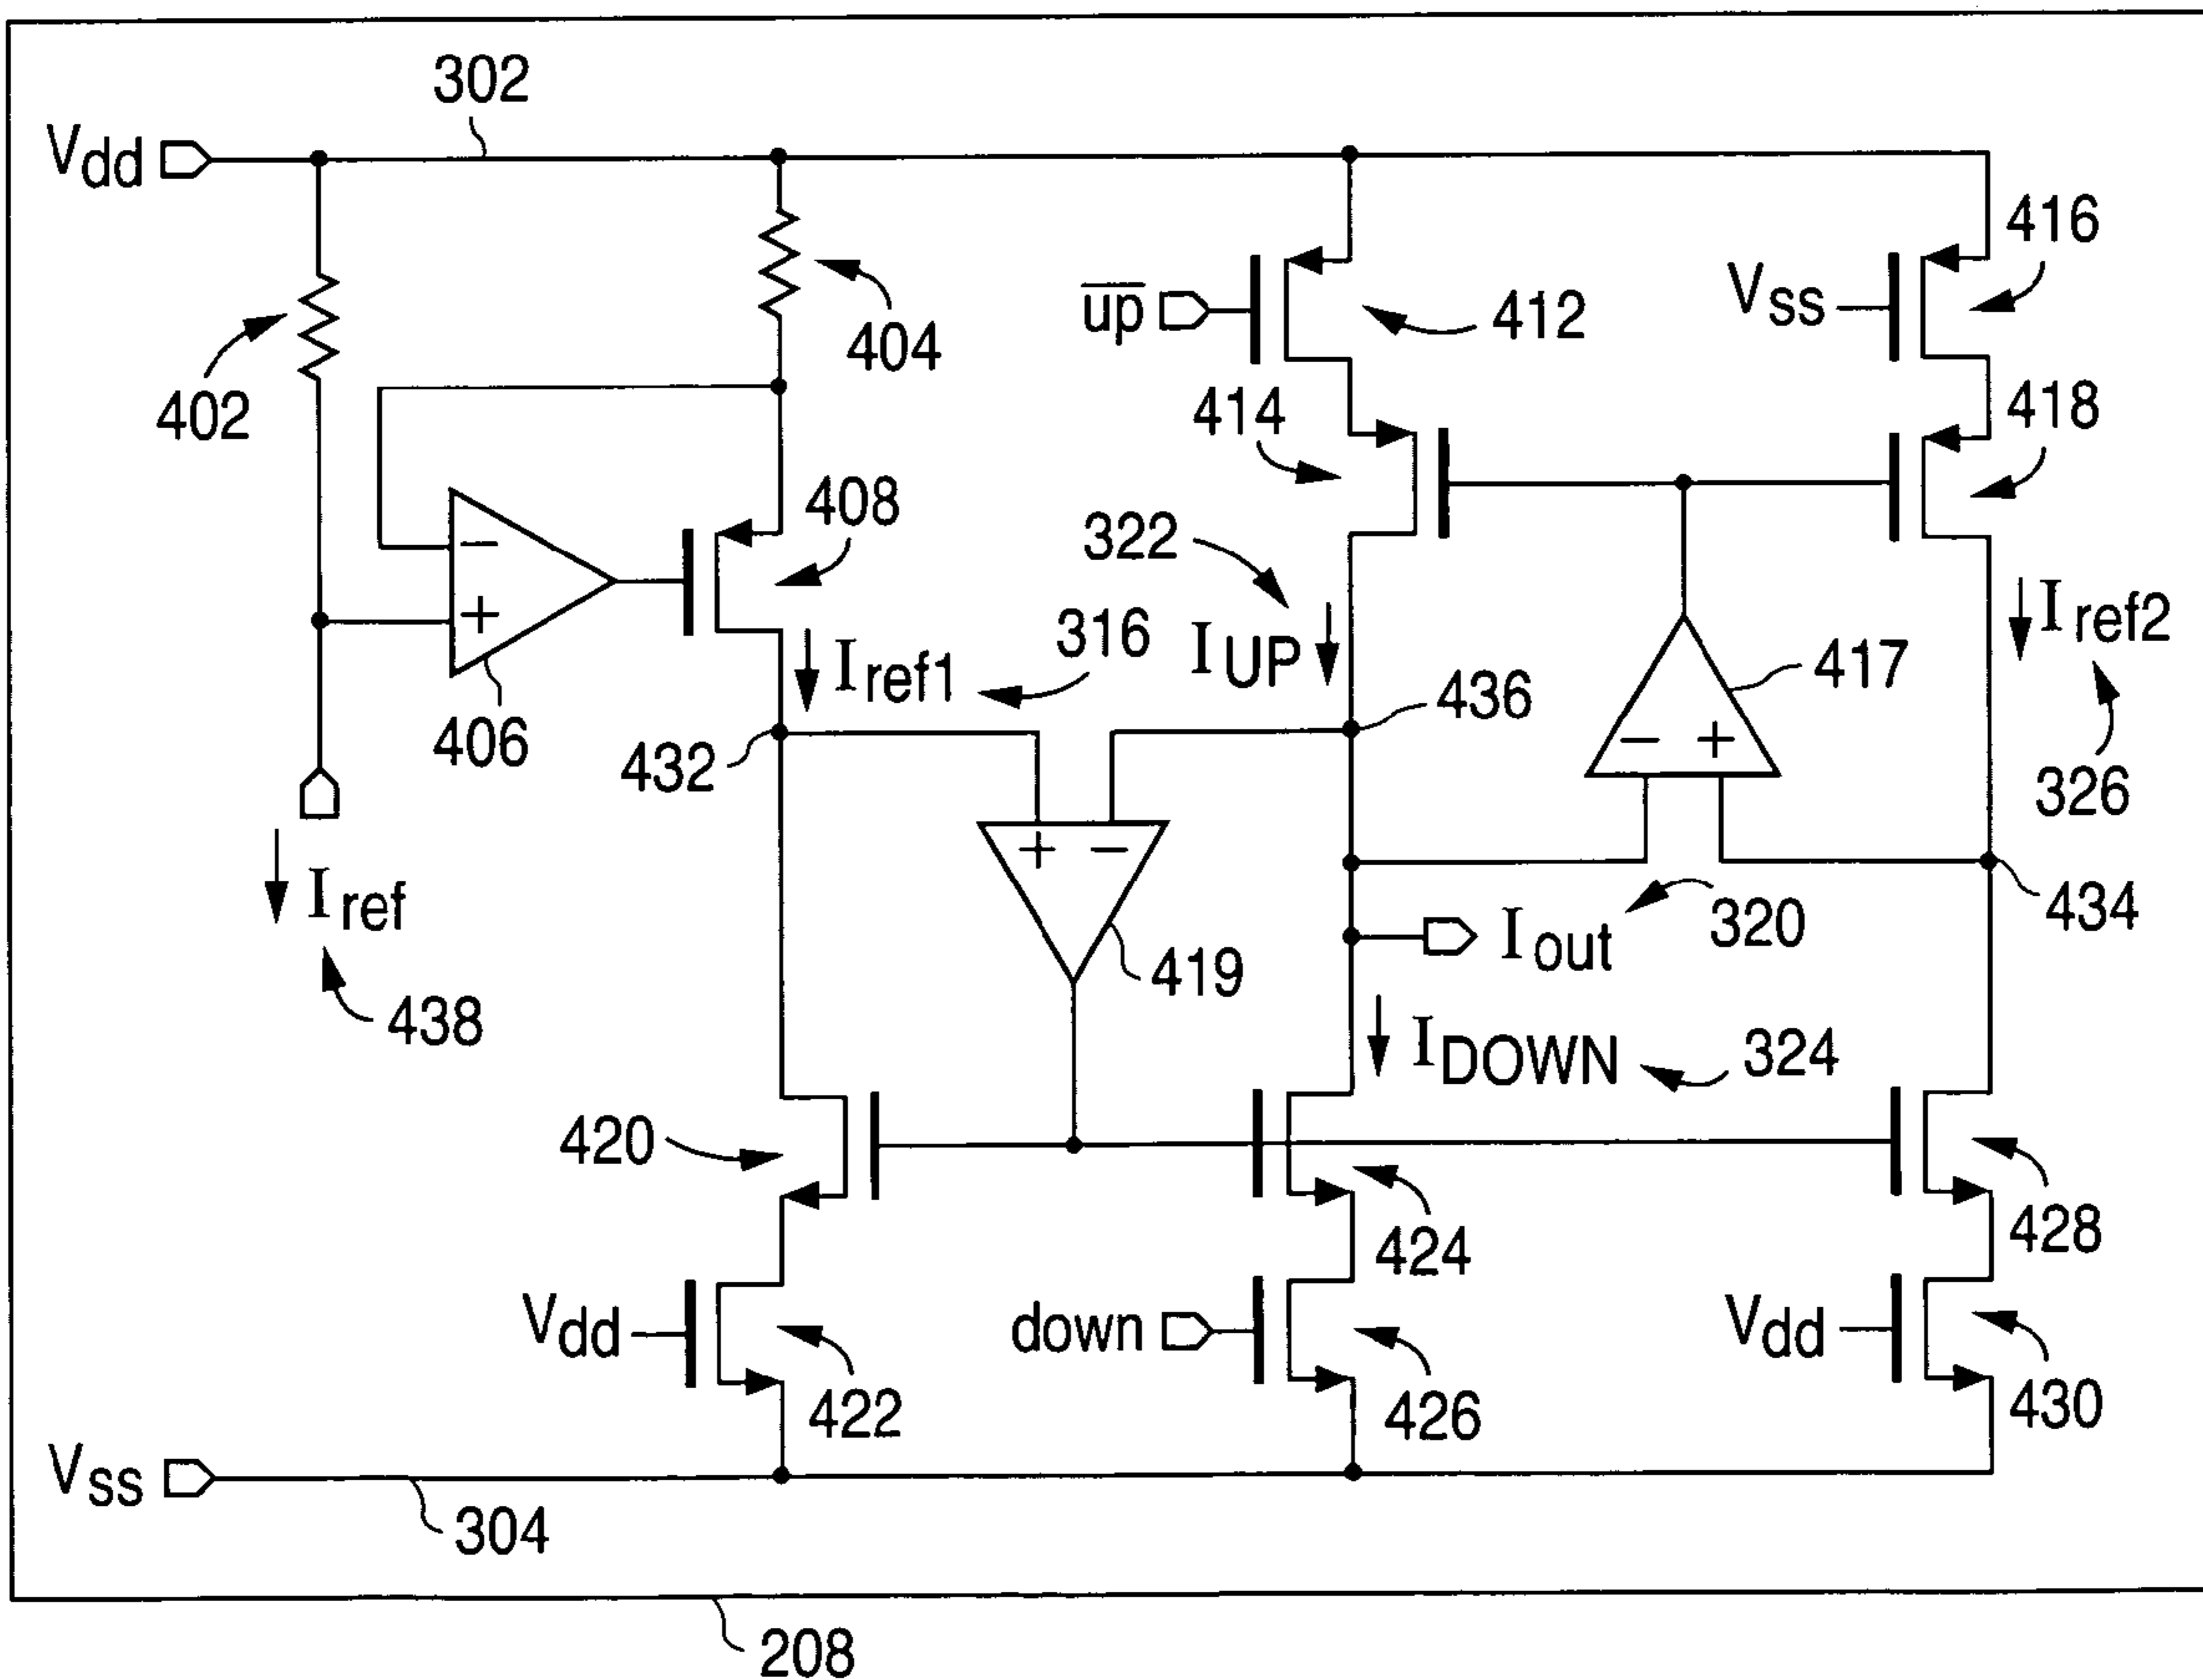 302
Vdd
416
Vss
up
412
404
402
414
418
408
322
−
+
316
Iref2
IUP
417
Iref1
406
432
436
− +
326
+ −
Iref
320
434
Iout
419
438
IDOWN
324
420
428
424
Vdd
down
Vdd
422
426
430
Vss
304
208